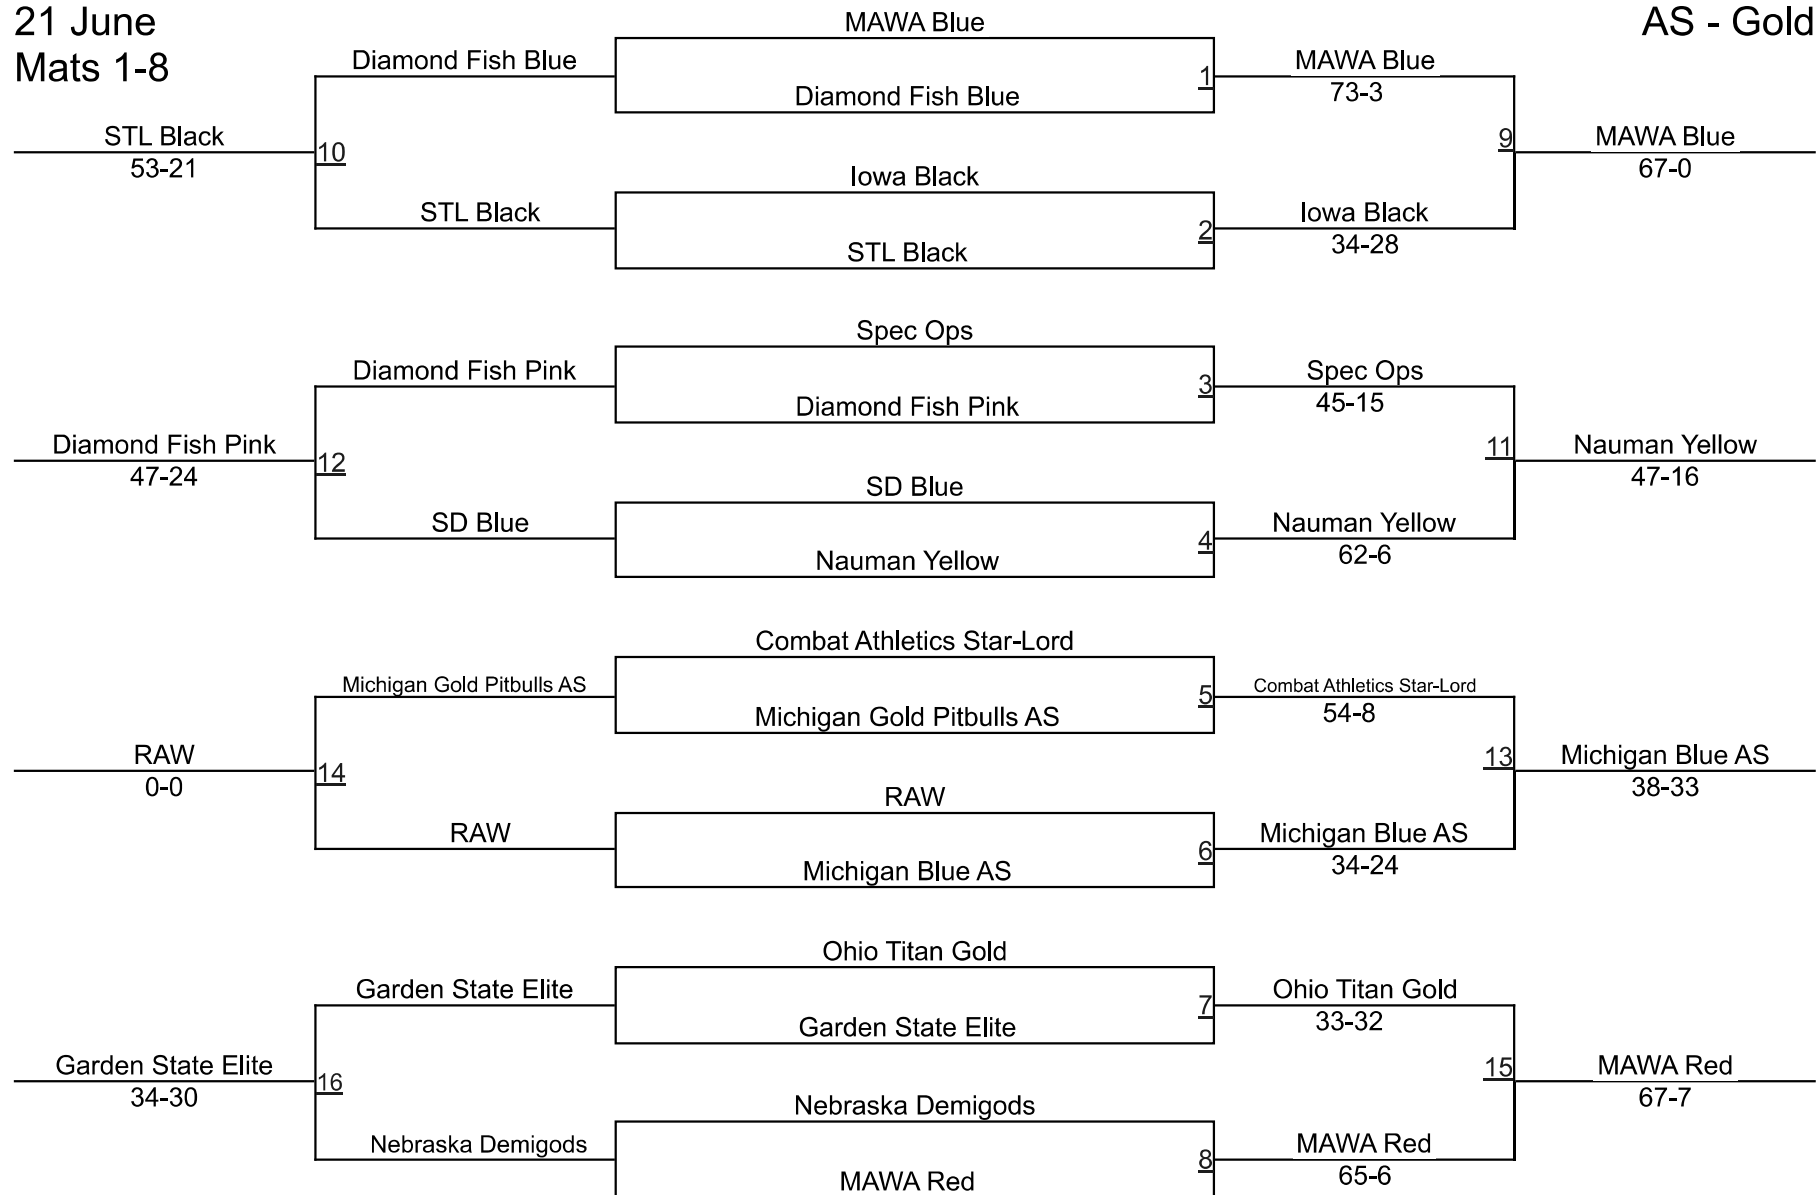 21 June
Mats 1-8
AS - Gold
MAWA Blue
Diamond Fish Blue
1
MAWA Blue
Diamond Fish Blue
73-3
STL Black
10
9
MAWA Blue
53-21
67-0
Iowa Black
STL Black
2
Iowa Black
STL Black
34-28
Spec Ops
Diamond Fish Pink
3
Spec Ops
Diamond Fish Pink
45-15
Diamond Fish Pink
12
11
Nauman Yellow
47-24
47-16
SD Blue
SD Blue
4
Nauman Yellow
Nauman Yellow
62-6
Combat Athletics Star-Lord
Michigan Gold Pitbulls AS
5
Combat Athletics Star-Lord
Michigan Gold Pitbulls AS
54-8
RAW
14
13
Michigan Blue AS
0-0
38-33
RAW
RAW
6
Michigan Blue AS
Michigan Blue AS
34-24
Ohio Titan Gold
Garden State Elite
7
Ohio Titan Gold
Garden State Elite
33-32
Garden State Elite
16
15
MAWA Red
34-30
67-7
Nebraska Demigods
Nebraska Demigods
8
MAWA Red
MAWA Red
65-6